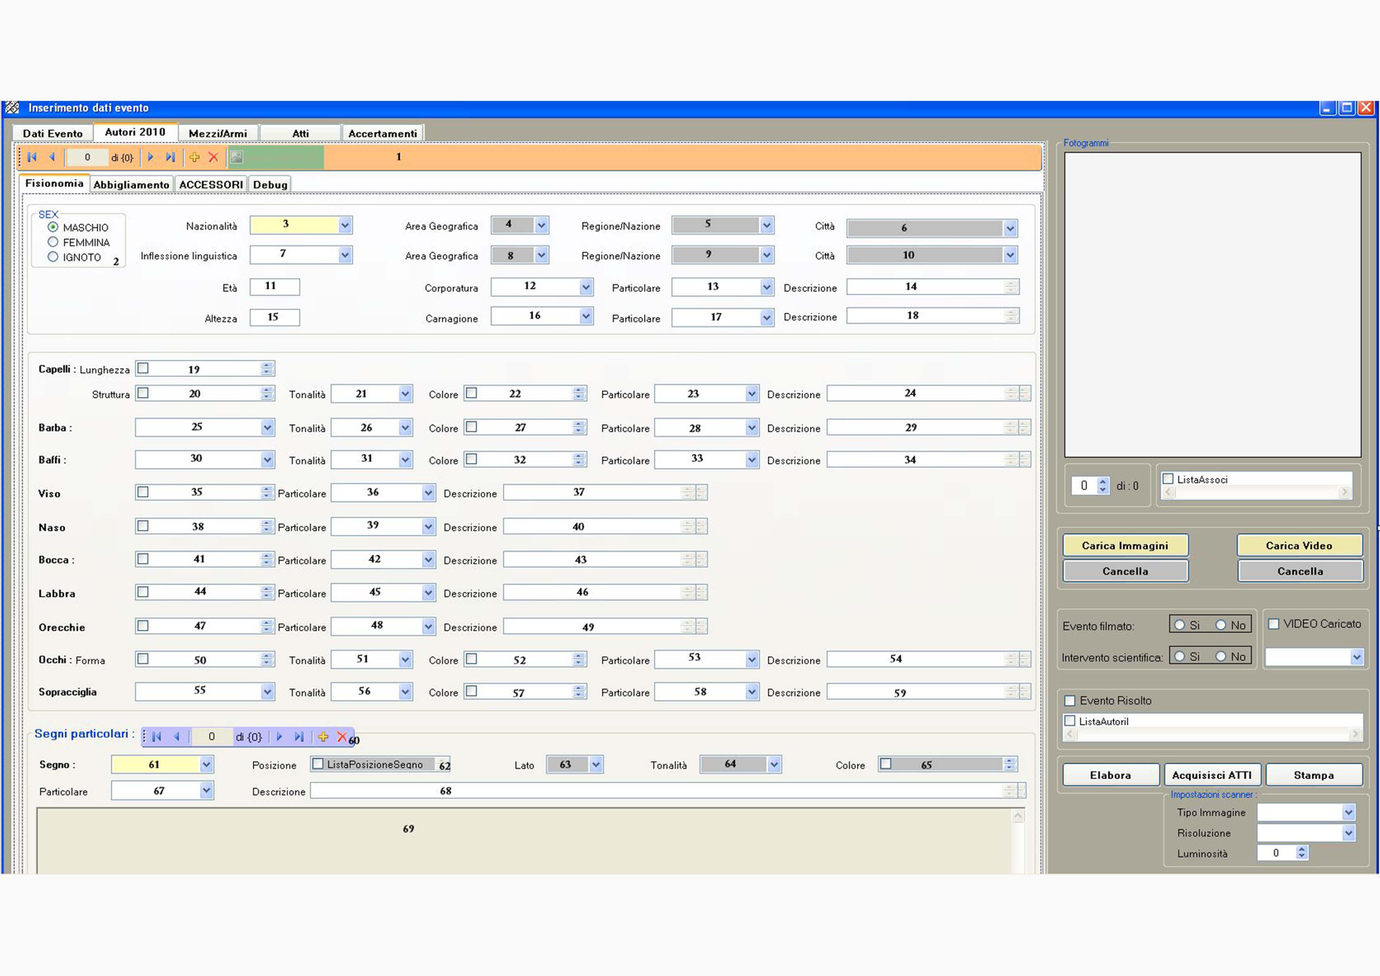 Inserimento dati evento
Dati Evento Autori 2010 Mezzi/Armi Atti Accertamenti
0 di {0} 1
Fisionomia Abbigliamento ACCESSORI Debug
SEX
MASCHIO
FEMMINA
IGNOTO 2
Nazionalità 3 Area Geografica 4 Regione/Nazione 5 Città 6
Inflessione linguistica 7 Area Geografica 8 Regione/Nazione 9 Città 10
Età 11 Corporatura 12 Particolare 13 Descrizione 14
Altezza 15 Carnagione 16 Particolare 17 Descrizione 18
Capelli : Lunghezza 19
Struttura 20 Tonalità 21 Colore 22 Particolare 23 Descrizione 24
Barba : 25 Tonalità 26 Colore 27 Particolare 28 Descrizione 29
Baffi : 30 Tonalità 31 Colore 32 Particolare 33 Descrizione 34
Viso 35 Particolare 36 Descrizione 37
Naso 38 Particolare 39 Descrizione 40
Bocca : 41 Particolare 42 Descrizione 43
Labbra 44 Particolare 45 Descrizione 46
Orecchie 47 Particolare 48 Descrizione 49
Occhi : Forma 50 Tonalità 51 Colore 52 Particolare 53 Descrizione 54
Sopracciglia 55 Tonalità 56 Colore 57 Particolare 58 Descrizione 59
Segni particolari : 0 di {0} 60
Segno : 61 Posizione ListaPosizioneSegno 62 Lato 63 Tonalità 64 Colore 65
Particolare 67 Descrizione 68
69
Fotogrammi
0 di : 0 ListaAssoci
Carica Immagini Carica Video
Cancella Cancella
Evento filmato: Si No VIDEO Caricato
Intervento scientifica: Si No
Evento Risolto
ListaAutoriI
Elabora Acquisisci ATTI Stampa
Impostazioni scanner :
Tipo Immagine
Risoluzione
Luminosità 0